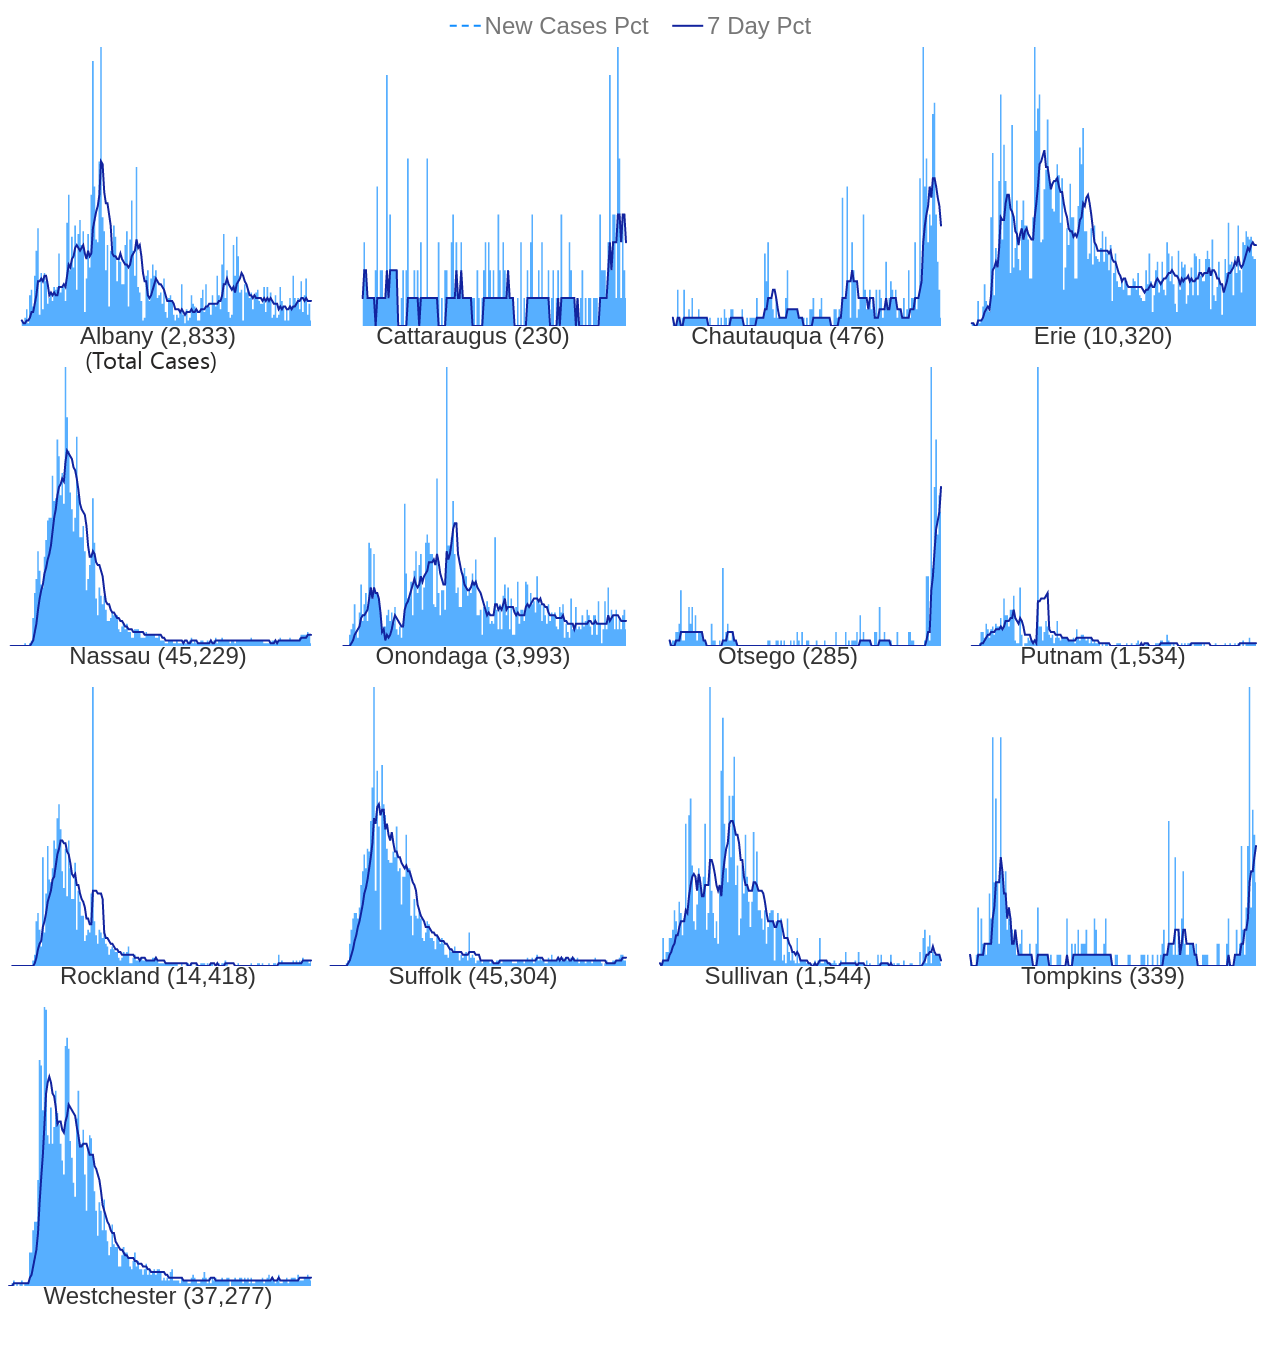 New Cases Pct 7 Day Pct
Albany (2,833) Cattaraugus (230) Chautauqua (476) Erie (10,320)
(Total Cases)
Nassau (45,229) Onondaga (3,993) Otsego (285) Putnam (1,534)
Rockland (14,418) Suffolk (45,304) Sullivan (1,544) Tompkins (339)
Westchester (37,277)